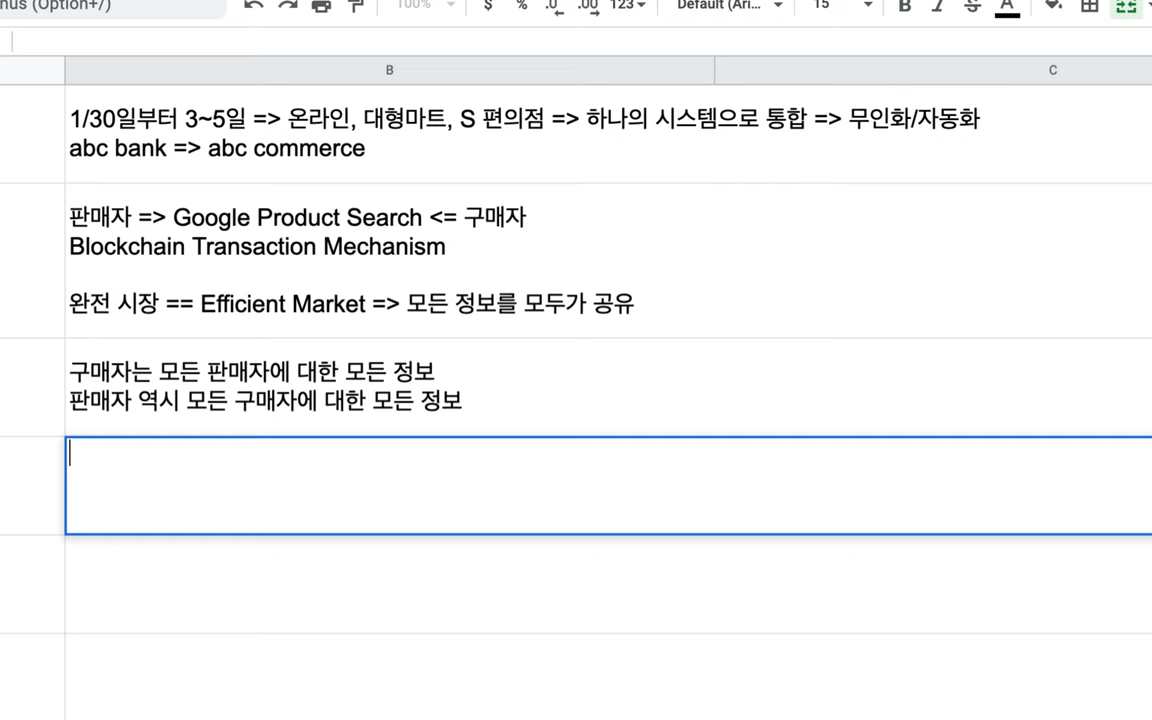 nus (Option+/)
100%
$ % .0 .00 123
Default (Ari...
15
B I S A
B C
1/30일부터 3~5일 => 온라인, 대형마트, S 편의점 => 하나의 시스템으로 통합 => 무인화/자동화
abc bank => abc commerce
판매자 => Google Product Search <= 구매자
Blockchain Transaction Mechanism
완전 시장 == Efficient Market => 모든 정보를 모두가 공유
구매자는 모든 판매자에 대한 모든 정보
판매자 역시 모든 구매자에 대한 모든 정보